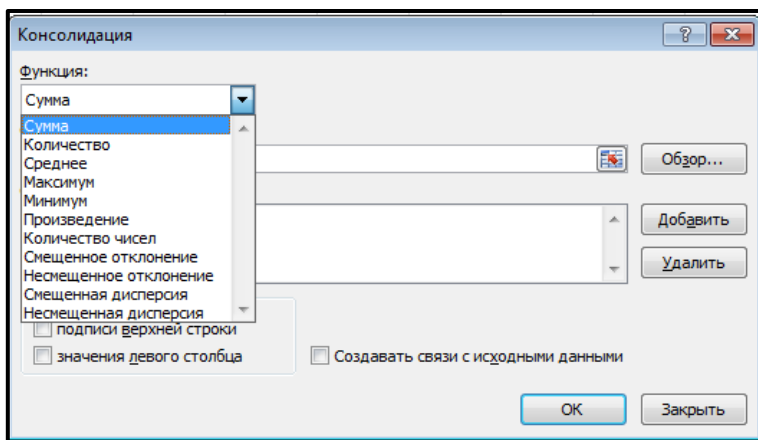 Консолидация
Функция:
Сумма
Сумма
Количество
Среднее
Максимум
Минимум
Произведение
Количество чисел
Смещенное отклонение
Несмещенное отклонение
Смещенная дисперсия
Несмещенная дисперсия
Обзор...
Добавить
Удалить
подписи верхней строки
значения левого столбца
Создавать связи с исходными данными
ОК
Закрыть